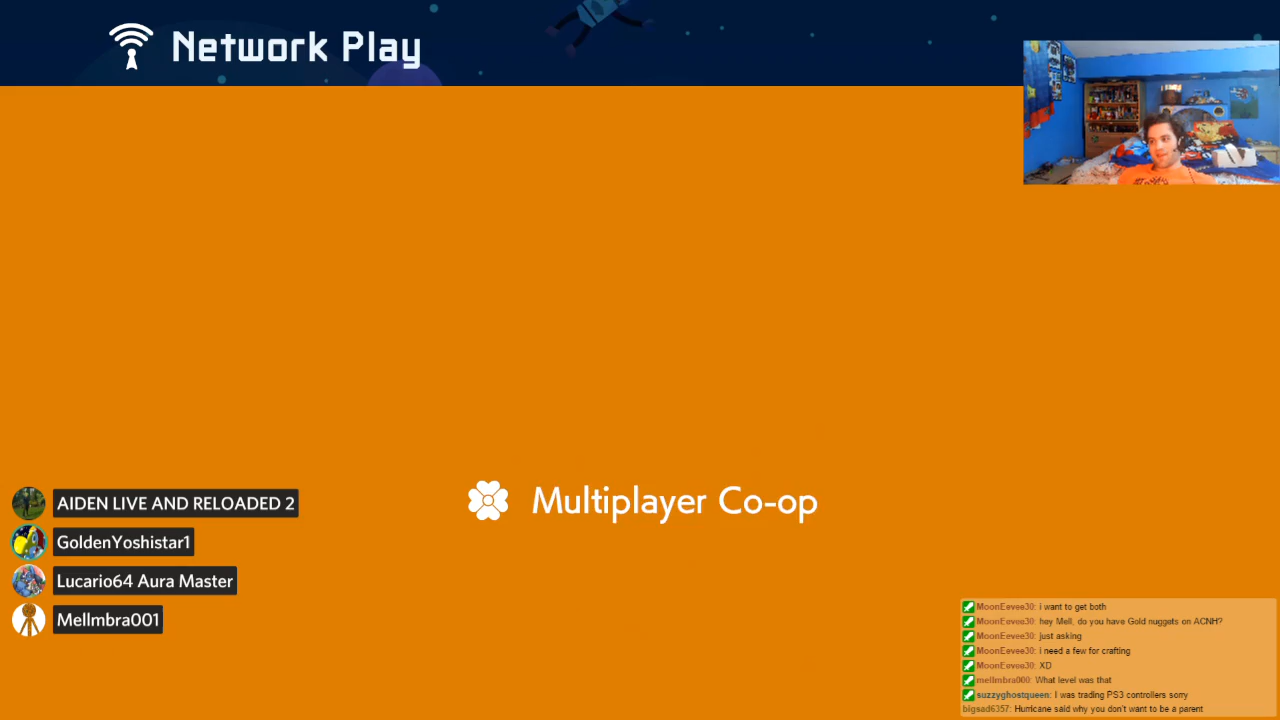 Network Play
Multiplayer Co-op
AIDEN LIVE AND RELOADED 2
GoldenYoshistar1
Lucario64 Aura Master
Mellmbra001
MoonEevee30: i want to get both
MoonEevee30: hey Mell, do you have Gold nuggets on ACNH?
MoonEevee30: just asking
MoonEevee30: i need a few for crafting
MoonEevee30: XD
mellmbra000: What level was that
suzzyghostqueen: I was trading PS3 controllers sorry
bigsad6357: Hurricane said why you don't want to be a parent